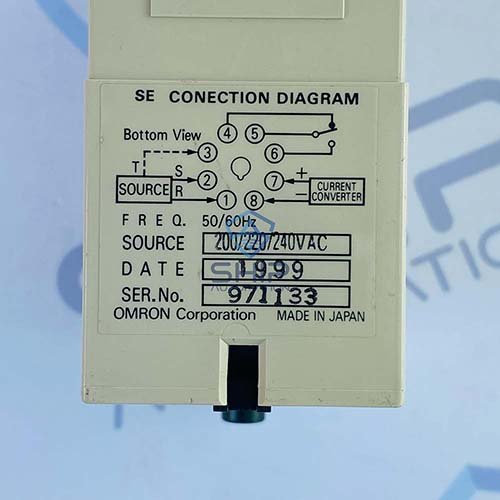 SE CONECTION DIAGRAM
Bottom View
4 5
3 6
T
S
2 7 +
SOURCE
R
1 8 −
CURRENT
CONVERTER
FREQ. 50/60Hz
SOURCE 200/220/240VAC
DATE 1999
SER.No. 971133
OMRON Corporation MADE IN JAPAN